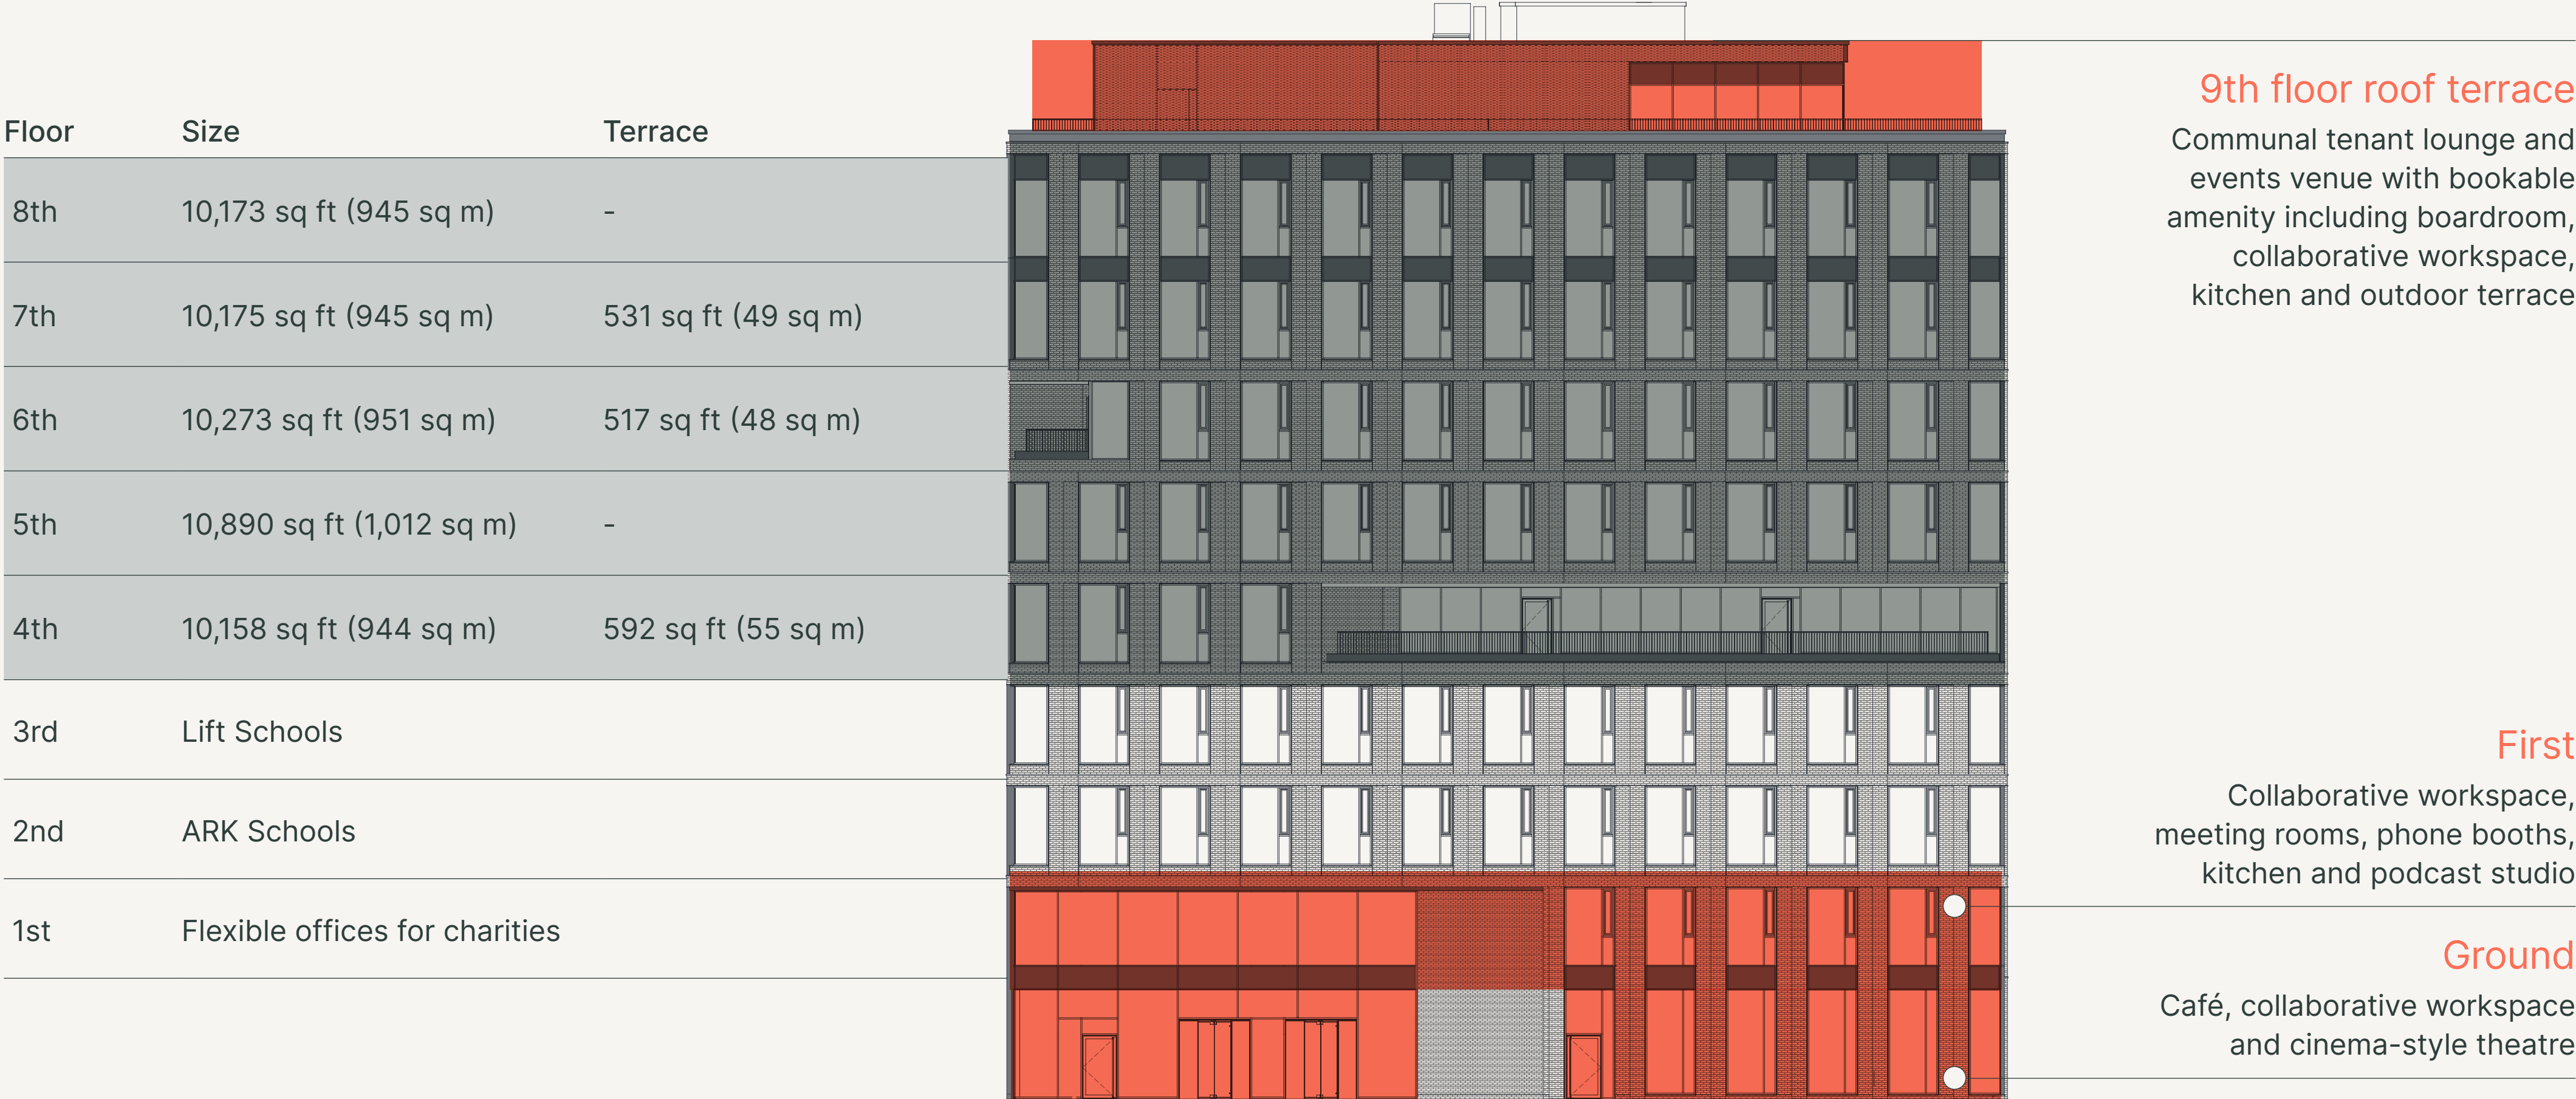 Floor Size Terrace
8th 10,173 sq ft (945 sq m) -
7th 10,175 sq ft (945 sq m) 531 sq ft (49 sq m)
6th 10,273 sq ft (951 sq m) 517 sq ft (48 sq m)
5th 10,890 sq ft (1,012 sq m) -
4th 10,158 sq ft (944 sq m) 592 sq ft (55 sq m)
3rd Lift Schools
2nd ARK Schools
1st Flexible offices for charities
9th floor roof terrace
Communal tenant lounge and
events venue with bookable
amenity including boardroom,
collaborative workspace,
kitchen and outdoor terrace
First
Collaborative workspace,
meeting rooms, phone booths,
kitchen and podcast studio
Ground
Café, collaborative workspace
and cinema-style theatre